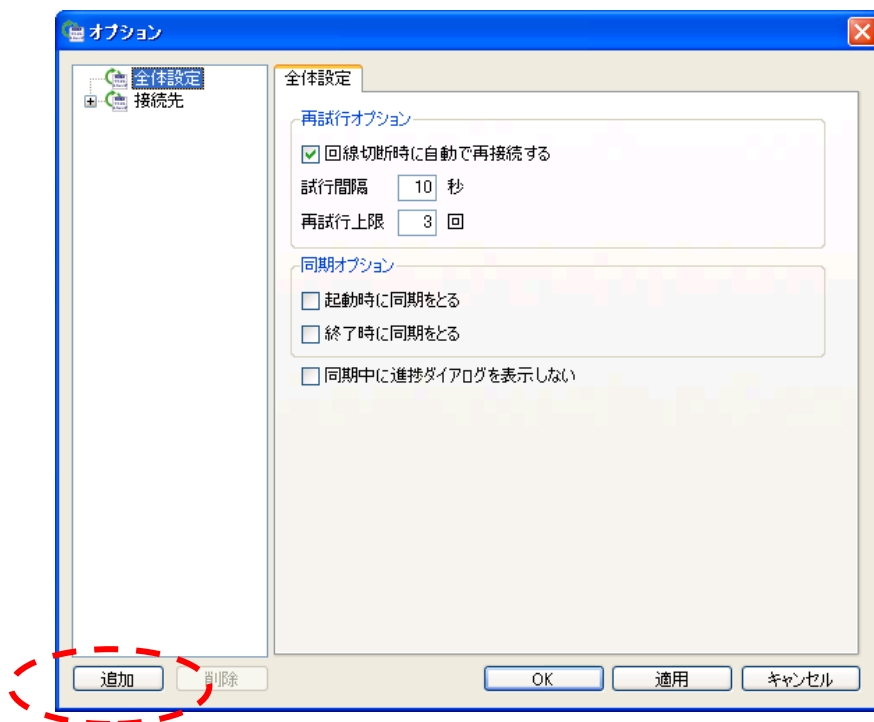 オプション
全体設定
接続先
全体設定
再試行オプション
回線切断時に自動で再接続する
試行間隔 10 秒
再試行上限 3 回
同期オプション
起動時に同期をとる
終了時に同期をとる
同期中に進捗ダイアログを表示しない
追加 削除 OK 適用 キャンセル